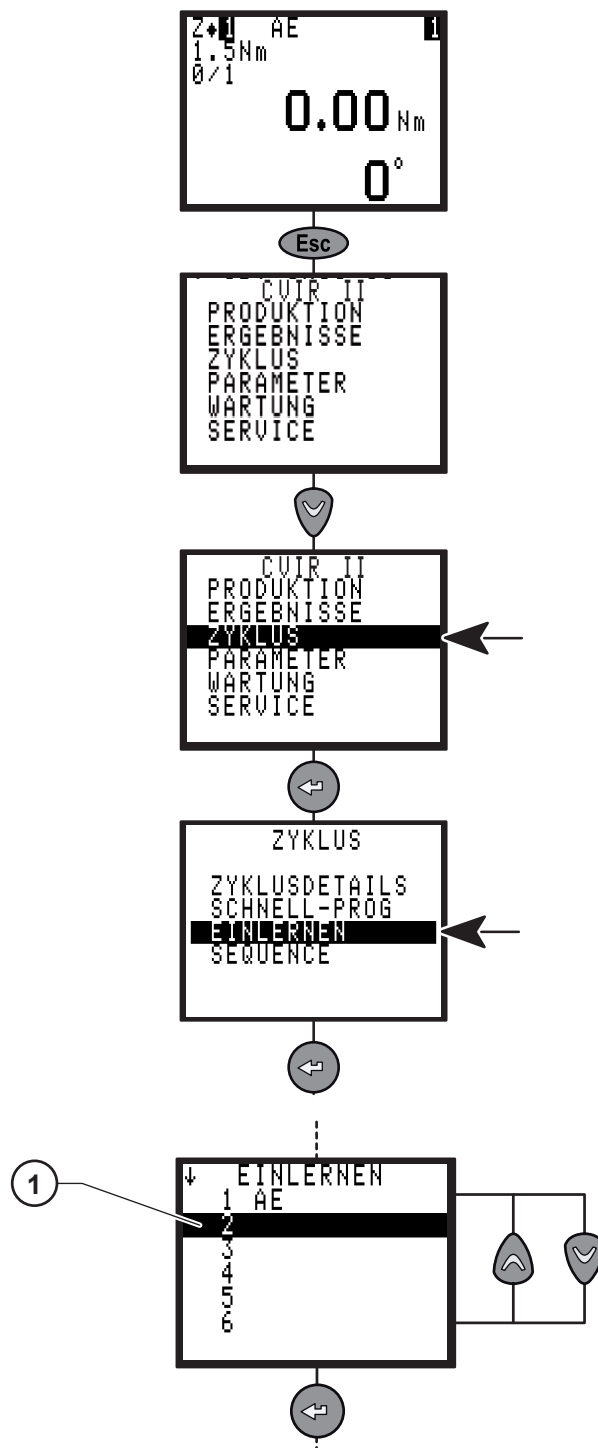 Z♦1 AE 1
1.5Nm
0/1
0.00 Nm
0°
Esc
CVIR II
PRODUKTION
ERGEBNISSE
ZYKLUS
PARAMETER
WARTUNG
SERVICE
CVIR II
PRODUKTION
ERGEBNISSE
ZYKLUS
PARAMETER
WARTUNG
SERVICE
ZYKLUS
ZYKLUSDETAILS
SCHNELL-PROG
EINLERNEN
SEQUENCE
1
↓ EINLERNEN
1 AE
2
3
4
5
6